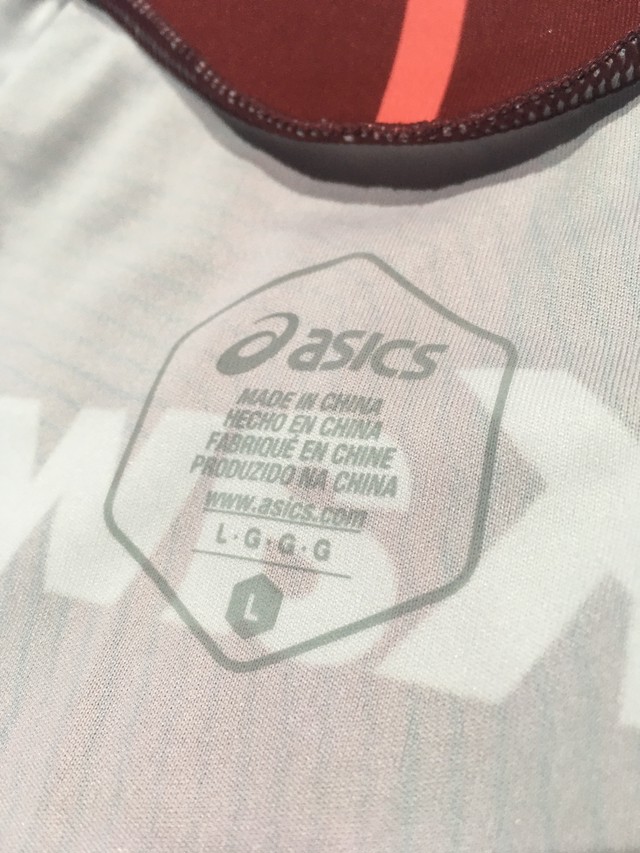 asics
MADE IN CHINA
HECHO EN CHINA
FABRIQUÉ EN CHINE
PRODUZIDO NA CHINA
www.asics.com
L·G·G·G
L